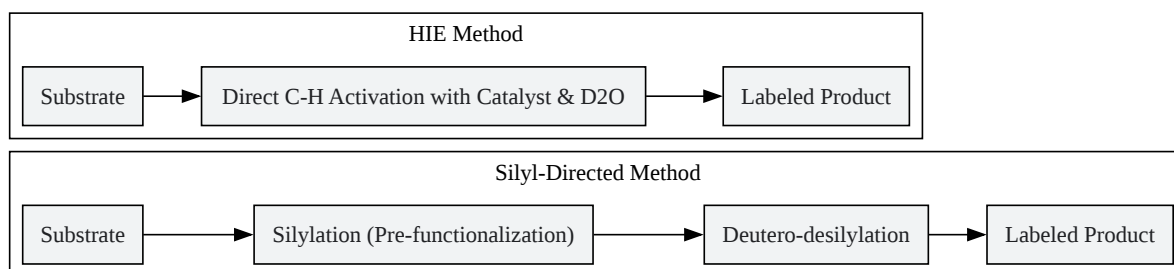 HIE Method
Substrate
Direct C-H Activation with Catalyst & D2O
Labeled Product
Silyl-Directed Method
Substrate
Silylation (Pre-functionalization)
Deutero-desilylation
Labeled Product